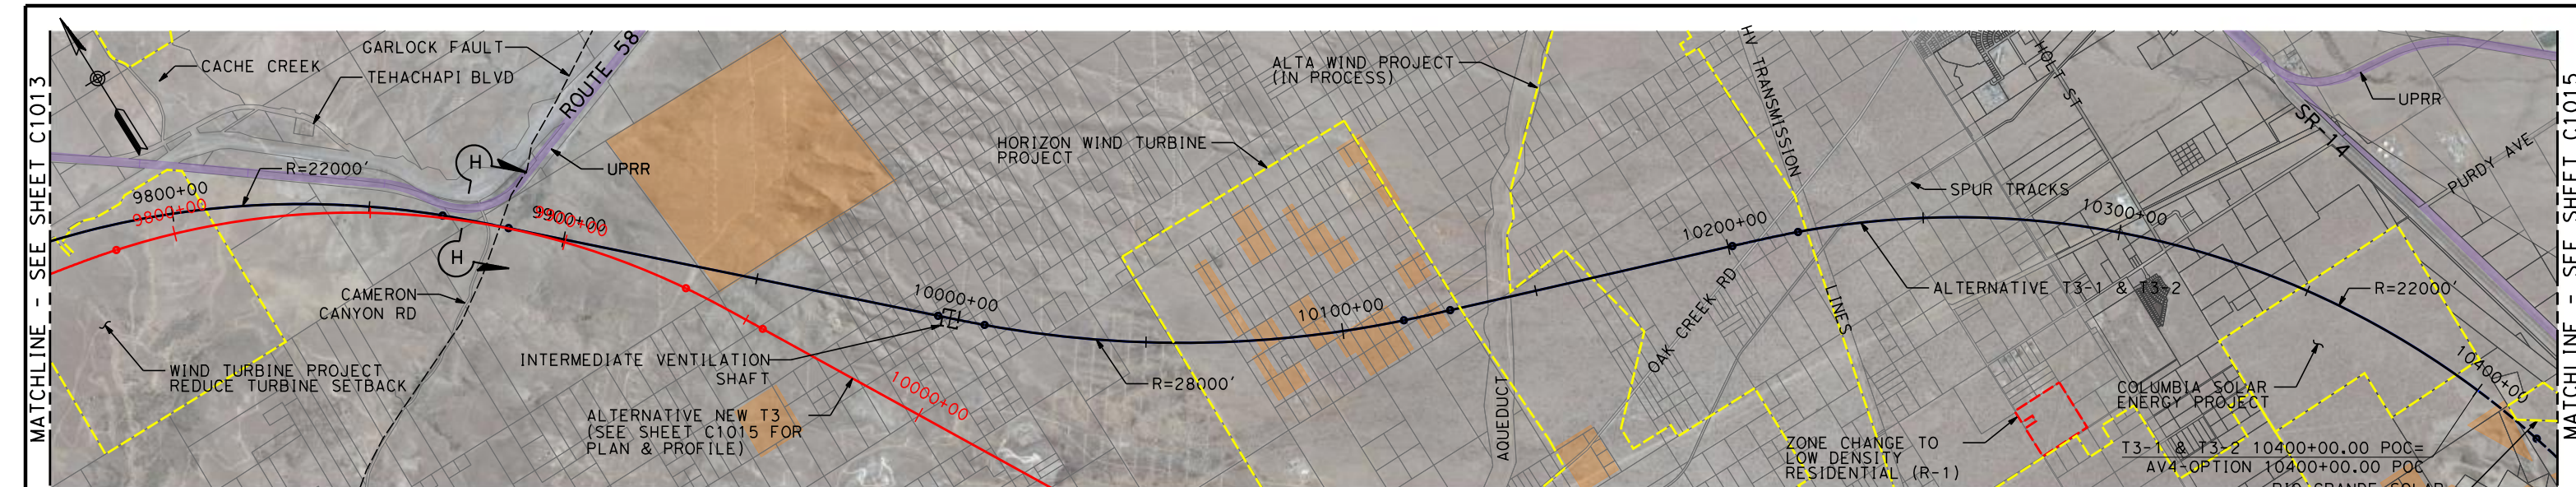 MATCHLINE - SEE SHEET C1013
CACHE CREEK
GARLOCK FAULT
TEHACHAPI BLVD
ROUTE 58
UPRR
H
H
R=22000'
9800+00
9800+00
9900+00
CAMERON
CANYON RD
WIND TURBINE PROJECT
REDUCE TURBINE SETBACK
INTERMEDIATE VENTILATION
SHAFT
10000+00
ALTERNATIVE NEW T3
(SEE SHEET C1015 FOR
PLAN & PROFILE)
10000+00
HORIZON WIND TURBINE
PROJECT
R=28000'
10100+00
ALTA WIND PROJECT
(IN PROCESS)
AQUEDUCT
OAK CREEK RD
10200+00
HV TRANSMISSION
LINES
SPUR TRACKS
HOLT ST
ALTERNATIVE T3-1 & T3-2
10300+00
SR-14
UPRR
PURDY AVE
R=22000'
COLUMBIA SOLAR
ENERGY PROJECT
10400+00
ZONE CHANGE TO
LOW DENSITY
RESIDENTIAL (R-1)
T3-1 & T3-2 10400+00.00 POC=
AV4-OPTION 10400+00.00 POC
RIO GRANDE SOLAR
MATCHLINE - SEE SHEET C1015